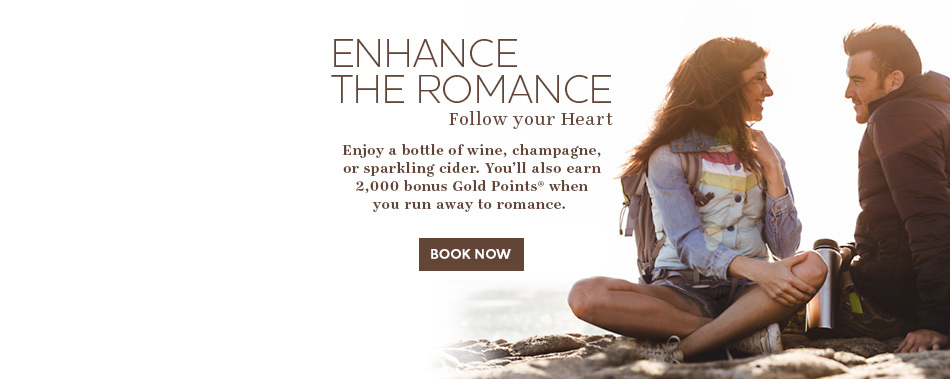 ENHANCE
THE ROMANCE
Follow your Heart
Enjoy a bottle of wine, champagne,
or sparkling cider. You’ll also earn
2,000 bonus Gold Points® when
you run away to romance.
BOOK NOW